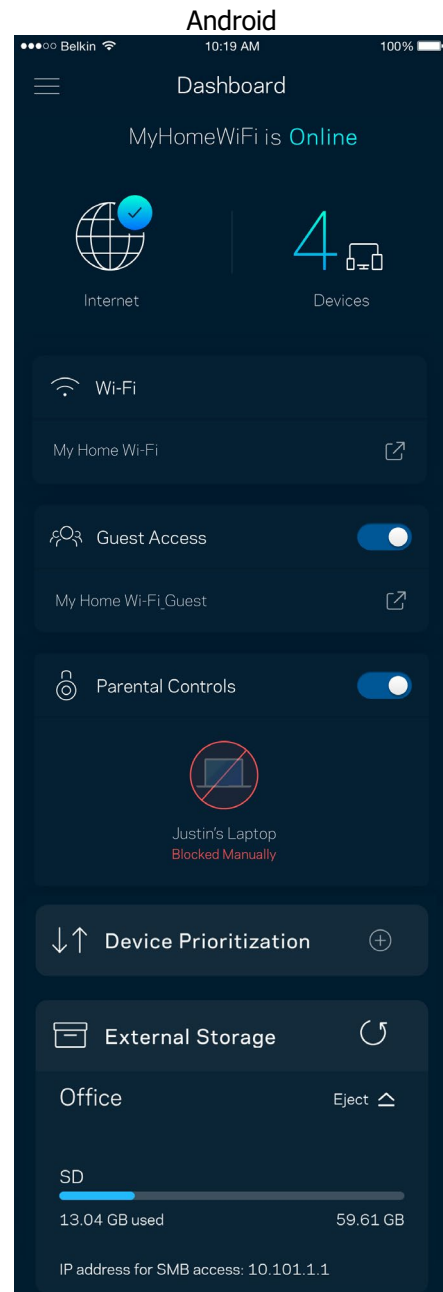 Android
Belkin 10:19 AM 100%
Dashboard
MyHomeWiFi is Online
4
Internet Devices
Wi-Fi
My Home Wi-Fi
Guest Access
My Home Wi-Fi_Guest
Parental Controls
Justin's Laptop
Blocked Manually
Device Prioritization
External Storage
Office Eject
SD
13.04 GB used 59.61 GB
IP address for SMB access: 10.101.1.1